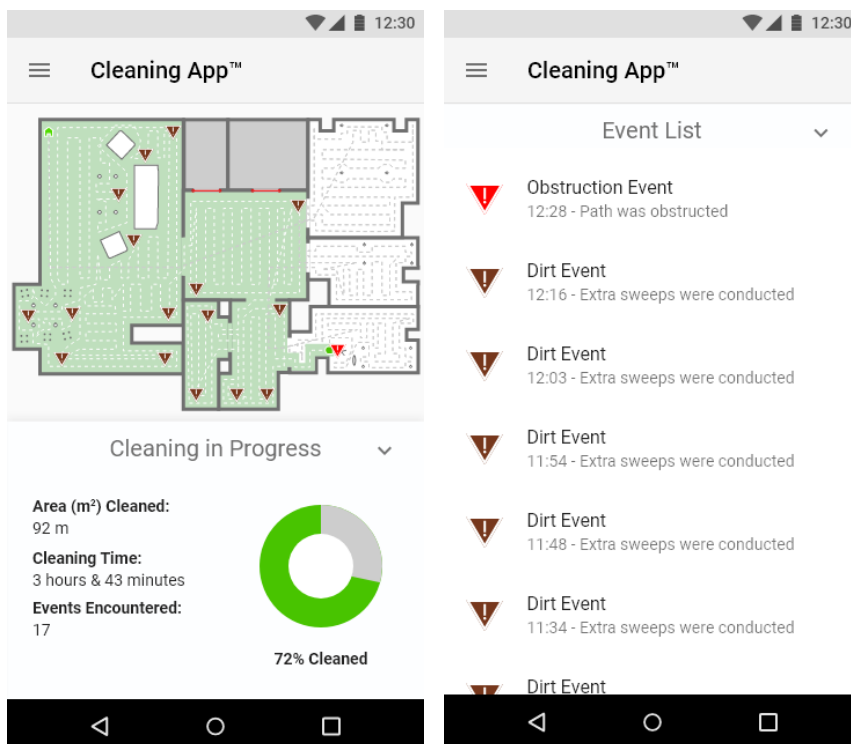 12:30
Cleaning App™
Cleaning in Progress
Area (m²) Cleaned:
92 m
Cleaning Time:
3 hours & 43 minutes
Events Encountered:
17
72% Cleaned
12:30
Cleaning App™
Event List
Obstruction Event
12:28 - Path was obstructed
Dirt Event
12:16 - Extra sweeps were conducted
Dirt Event
12:03 - Extra sweeps were conducted
Dirt Event
11:54 - Extra sweeps were conducted
Dirt Event
11:48 - Extra sweeps were conducted
Dirt Event
11:34 - Extra sweeps were conducted
Dirt Event